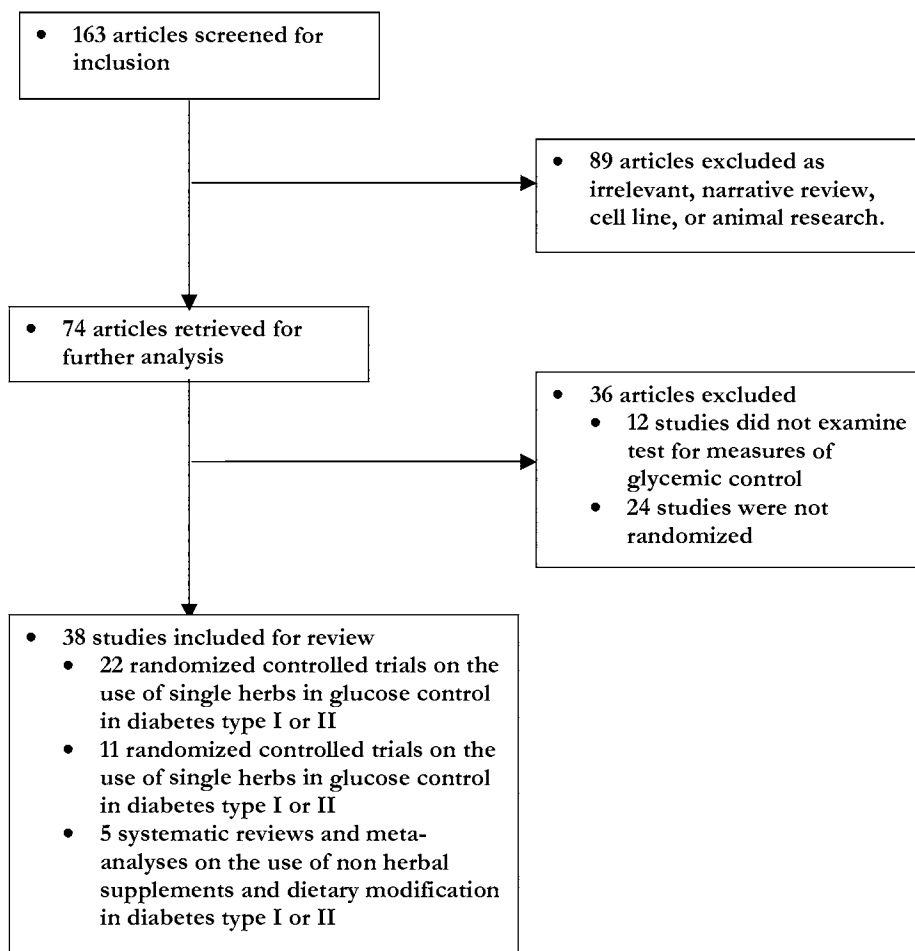 • 163 articles screened for
inclusion
• 89 articles excluded as
irrelevant, narrative review,
cell line, or animal research.
• 74 articles retrieved for
further analysis
• 36 articles excluded
• 12 studies did not examine
test for measures of
glycemic control
• 24 studies were not
randomized
• 38 studies included for review
• 22 randomized controlled trials on the
use of single herbs in glucose control
in diabetes type I or II
• 11 randomized controlled trials on the
use of single herbs in glucose control
in diabetes type I or II
• 5 systematic reviews and meta-
analyses on the use of non herbal
supplements and dietary modification
in diabetes type I or II